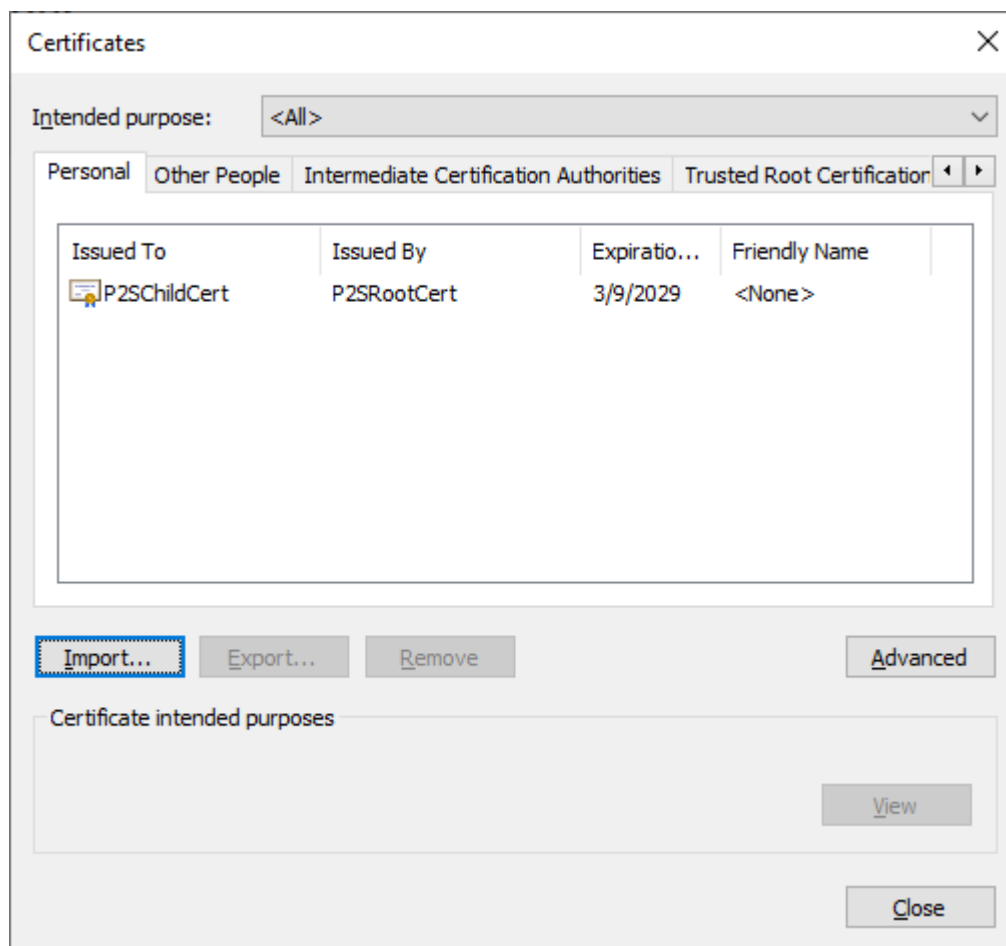 Certificates
Intended purpose: <All>
Personal Other People Intermediate Certification Authorities Trusted Root Certification
Issued To Issued By Expiratio... Friendly Name
P2SChildCert P2SRootCert 3/9/2029 <None>
Import... Export... Remove Advanced
Certificate intended purposes
View
Close